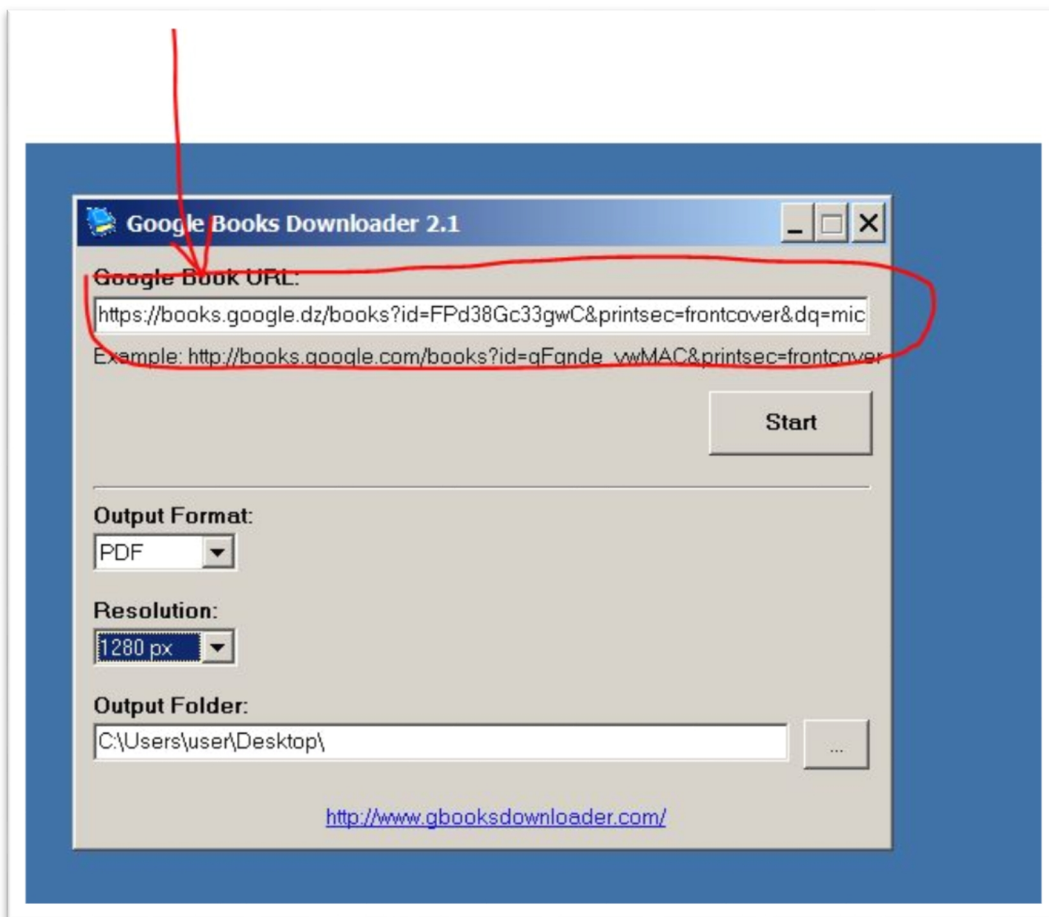 Google Books Downloader 2.1
Google Book URL:
https://books.google.dz/books?id=FPd38Gc33gwC&printsec=frontcover&dq=mic
Example: http://books.google.com/books?id=gFgnde_vwMAC&printsec=frontcover
Start
Output Format:
PDF
Resolution:
1280 px
Output Folder:
C:\Users\user\Desktop\
...
http://www.gbooksdownloader.com/